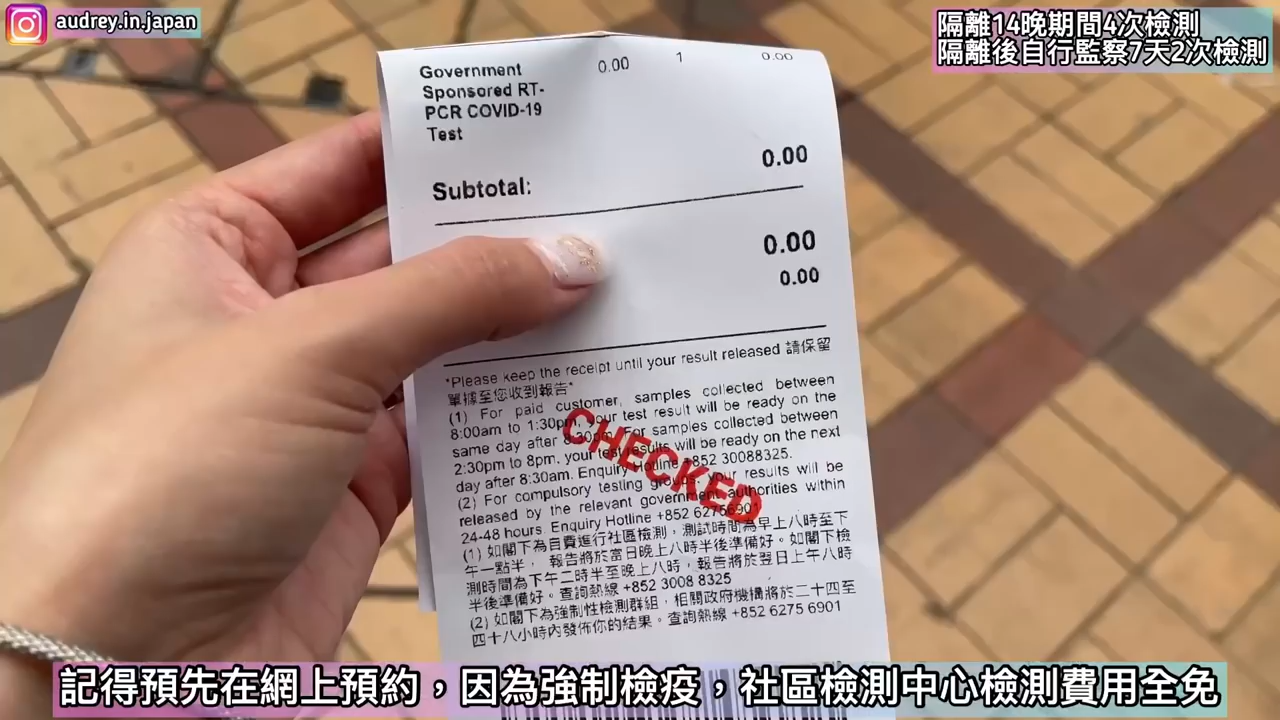 audrey.in.japan
隔離14晚期間4次檢測
隔離後自行監察7天2次檢測
Government 0.00 1 0.00
Sponsored RT-
PCR COVID-19
Test
0.00
Subtotal:
0.00
0.00
*Please keep the receipt until your result released 請保留
單據至您收到報告*
(1) For paid customer, samples collected between
8:00am to 1:30pm, your test result will be ready on the
same day after 8:30pm. For samples collected between
2:30pm to 8pm, your test results will be ready on the next
day after 8:30am. Enquiry Hotline +852 30088325.
(2) For compulsory testing groups, your results will be
released by the relevant government authorities within
24-48 hours. Enquiry Hotline +852 62756901
CHECKED
(1) 如閣下為自費進行社區檢測，測試時間為早上八時至下
午一點半， 報告將於當日晚上八時半後準備好。如閣下檢
測時間為下午二時半至晚上八時，報告將於翌日上午八時
半後準備好。查詢熱線 +852 3008 8325
(2) 如閣下為強制性檢測群組，相關政府機構將於二十四至
四十八小時內發佈你的結果。查詢熱線 +852 6275 6901
記得預先在網上預約，因為強制檢疫，社區檢測中心檢測費用全免